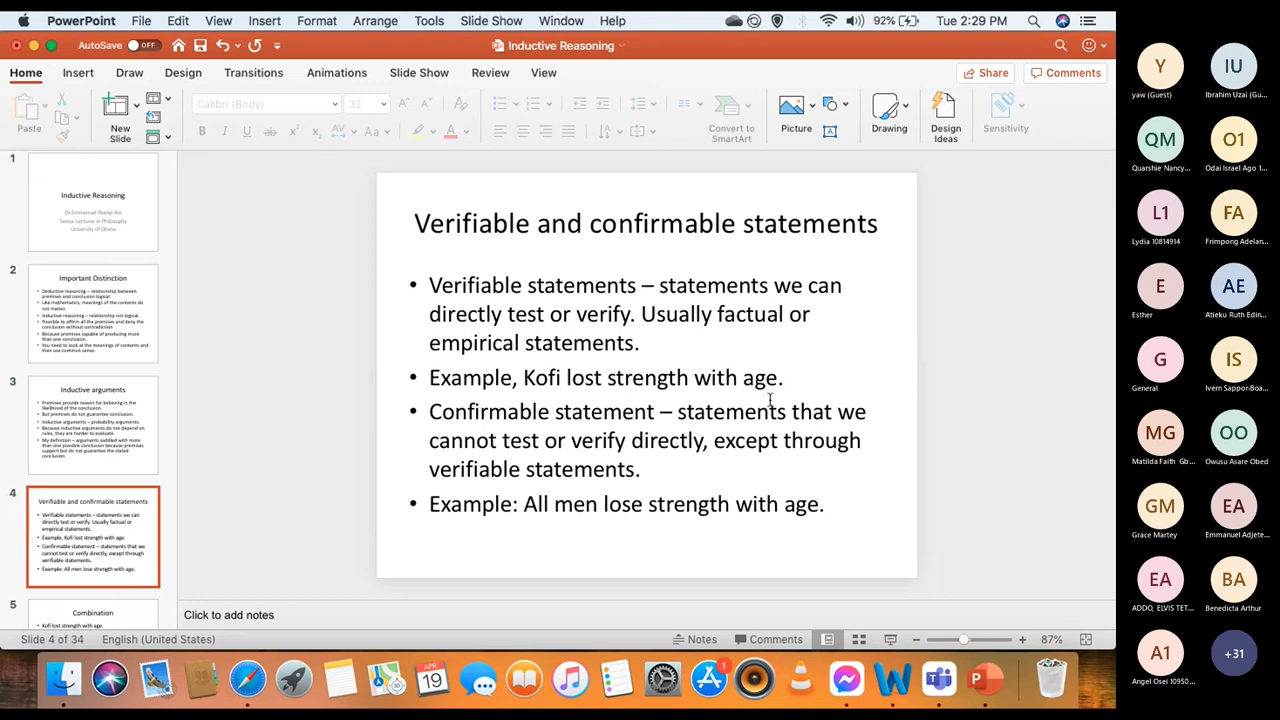 PowerPoint File Edit View Insert Format Arrange Tools Slide Show Window Help 92% Tue 2:29 PM
AutoSave OFF Inductive Reasoning
Home Insert Draw Design Transitions Animations Slide Show Review View Share Comments
Calibri (Body) 32
Paste New Slide Convert to SmartArt Picture Drawing Design Ideas Sensitivity
1
Inductive Reasoning
Senior Lecturer in Philosophy
University of Ghana
2
Important Distinction
Deductive reasoning – relationship between
premises and conclusion logical.
Like mathematics, meanings of the contents do
not matter.
Inductive reasoning – relationship not logical.
Possible to affirm all the premises and deny the
conclusion without contradiction
Because premises capable of producing more
than one conclusion.
You need to look at the meanings of contents and
then use common sense.
3
Inductive arguments
Premises provide reason for believing in the
likelihood of the conclusion.
But premises do not guarantee conclusion.
Inductive arguments – probability arguments.
Because inductive arguments do not depend on
rules, they are harder to evaluate.
My definition – arguments saddled with more
than one possible conclusion because premises
support but do not guarantee the stated
conclusion.
4
Verifiable and confirmable statements
Verifiable statements – statements we can
directly test or verify. Usually factual or
empirical statements.
Example, Kofi lost strength with age.
Confirmable statement – statements that we
cannot test or verify directly, except through
verifiable statements.
Example: All men lose strength with age.
5
Combination
Kofi lost strength with age.
Verifiable and confirmable statements
• Verifiable statements – statements we can
directly test or verify. Usually factual or
empirical statements.
• Example, Kofi lost strength with age.
• Confirmable statement – statements that we
cannot test or verify directly, except through
verifiable statements.
• Example: All men lose strength with age.
Click to add notes
Slide 4 of 34 English (United States) Notes Comments 87%
APR
19
1
Y
yaw (Guest)
IU
Ibrahim Uzai (Gu...
QM
Quarshie Nancy...
O1
Odai Israel Ago 1...
L1
Lydia 10814914
FA
Frimpong Adelan...
E
Esther
AE
Atieku Ruth Edin...
G
General
IS
Ivern Sappor-Boa...
MG
Matilda Faith Gb...
OO
Owusu Asare Obed
GM
Grace Martey
EA
Emmanuel Adjete...
EA
ADDO, ELVIS TET...
BA
Benedicta Arthur
A1
Angel Osei 10950...
+31